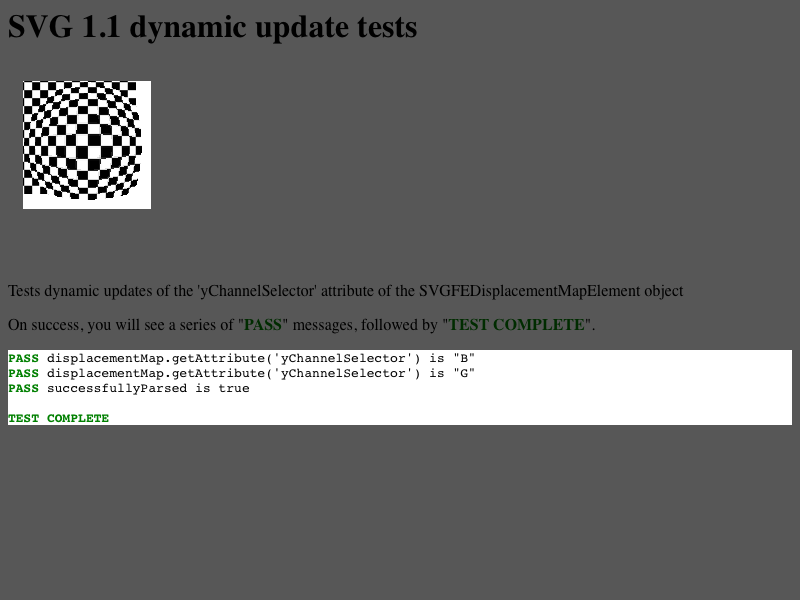 SVG 1.1 dynamic update tests
Tests dynamic updates of the 'yChannelSelector' attribute of the SVGFEDisplacementMapElement object
On success, you will see a series of "PASS" messages, followed by "TEST COMPLETE".
PASS displacementMap.getAttribute('yChannelSelector') is "B"
PASS displacementMap.getAttribute('yChannelSelector') is "G"
PASS successfullyParsed is true
TEST COMPLETE